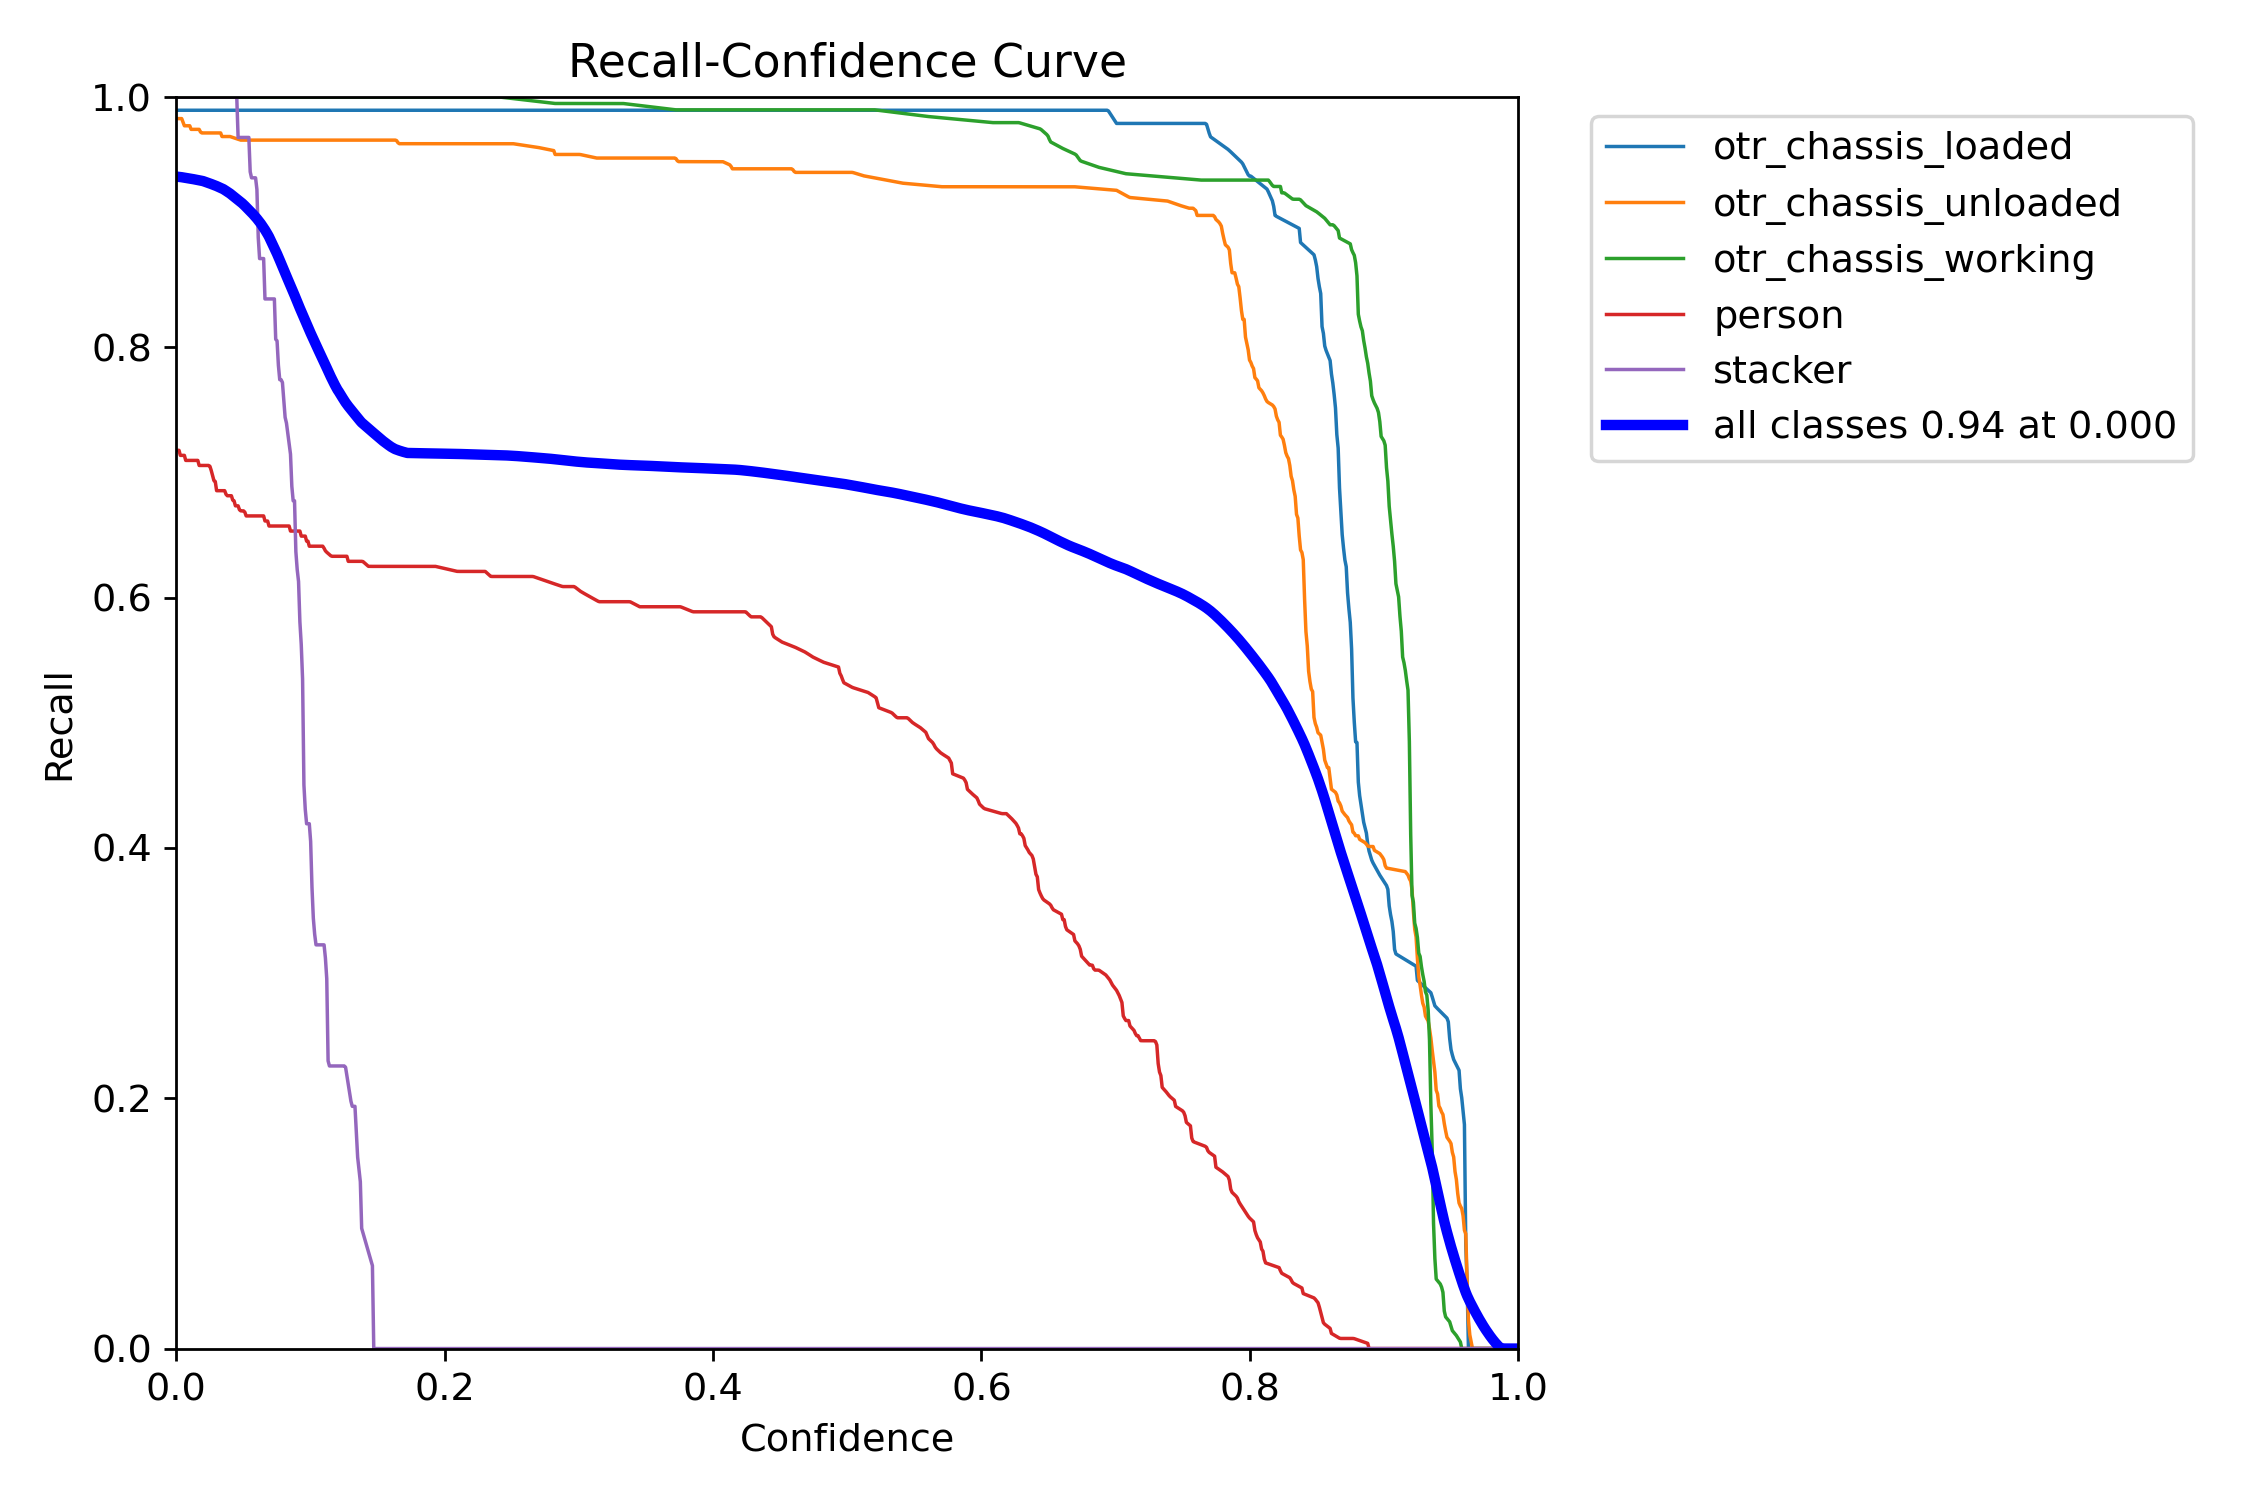 Recall-Confidence Curve
1.0
0.8
0.6
0.4
0.2
0.0
Recall
0.0 0.2 0.4 0.6 0.8 1.0
Confidence
otr_chassis_loaded
otr_chassis_unloaded
otr_chassis_working
person
stacker
all classes 0.94 at 0.000